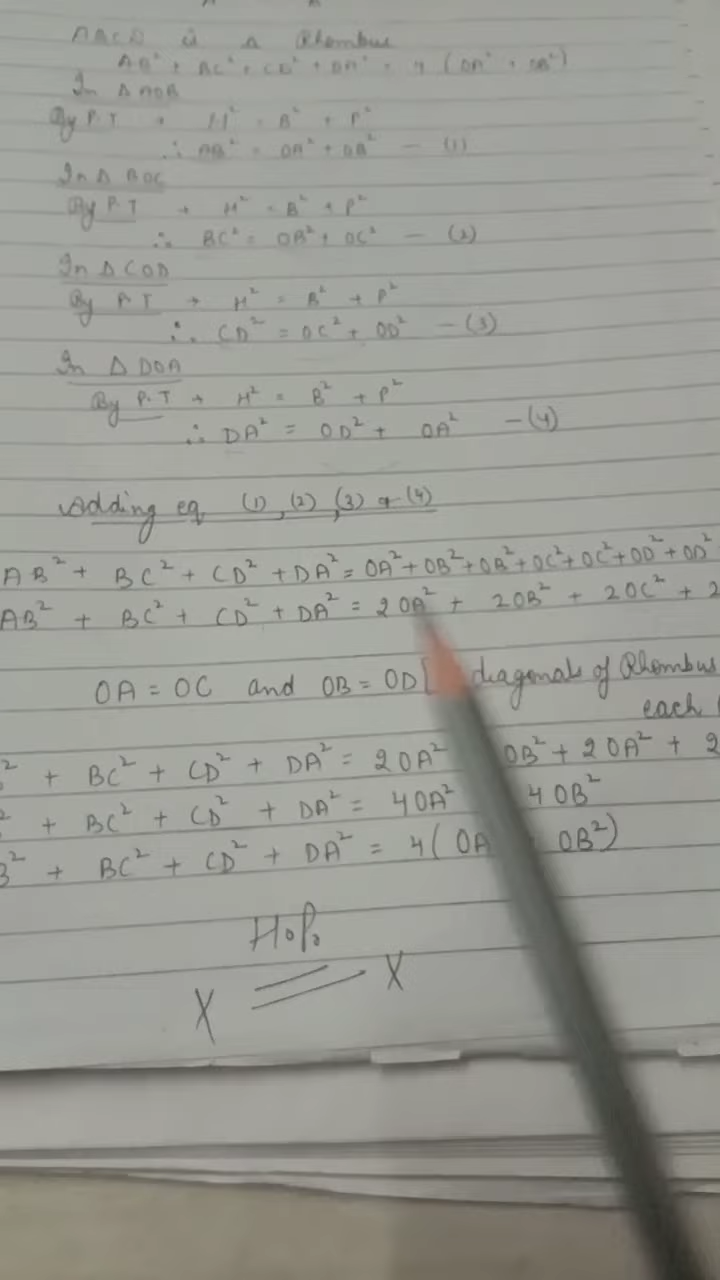 ABCD is a Rhombus
AB² + BC² + CD² + DA² = 4 (OA² + OB²)
In Δ AOB
By P.T → H² = B² + P²
∴ AB² = OA² + OB² — (1)
In Δ BOC
By P.T → H² = B² + P²
∴ BC² = OB² + OC² — (2)
In Δ COD
By P.T → H² = B² + P²
∴ CD² = OC² + OD² — (3)
In Δ DOA
By P.T → H² = B² + P²
∴ DA² = OD² + OA² — (4)
Adding eq (1), (2), (3) & (4)
AB² + BC² + CD² + DA² = OA² + OB² + OB² + OC² + OC² + OD² + OD²
AB² + BC² + CD² + DA² = 2OA² + 2OB² + 2OC² + 2
OA = OC and OB = OD [ diagonals of Rhombus
each
² + BC² + CD² + DA² = 2OA² OB² + 2OA² + 2
² + BC² + CD² + DA² = 4OA² 4OB²
B² + BC² + CD² + DA² = 4(OA OB²)
H.P.
X = X